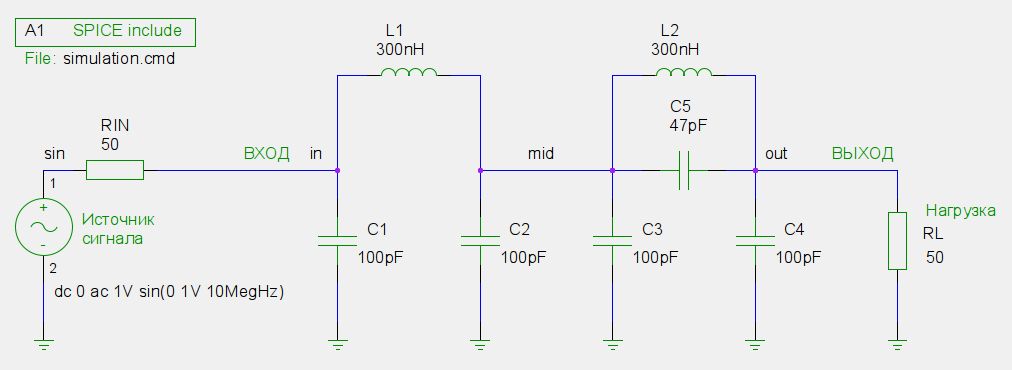 A1 SPICE include
File: simulation.cmd
L1
300nH
L2
300nH
C5
47pF
RIN
50
sin
ВХОД
in
mid
out
ВЫХОД
1
+
-
2
Источник
сигнала
C1
100pF
C2
100pF
C3
100pF
C4
100pF
Нагрузка
RL
50
dc 0 ac 1V sin(0 1V 10MegHz)